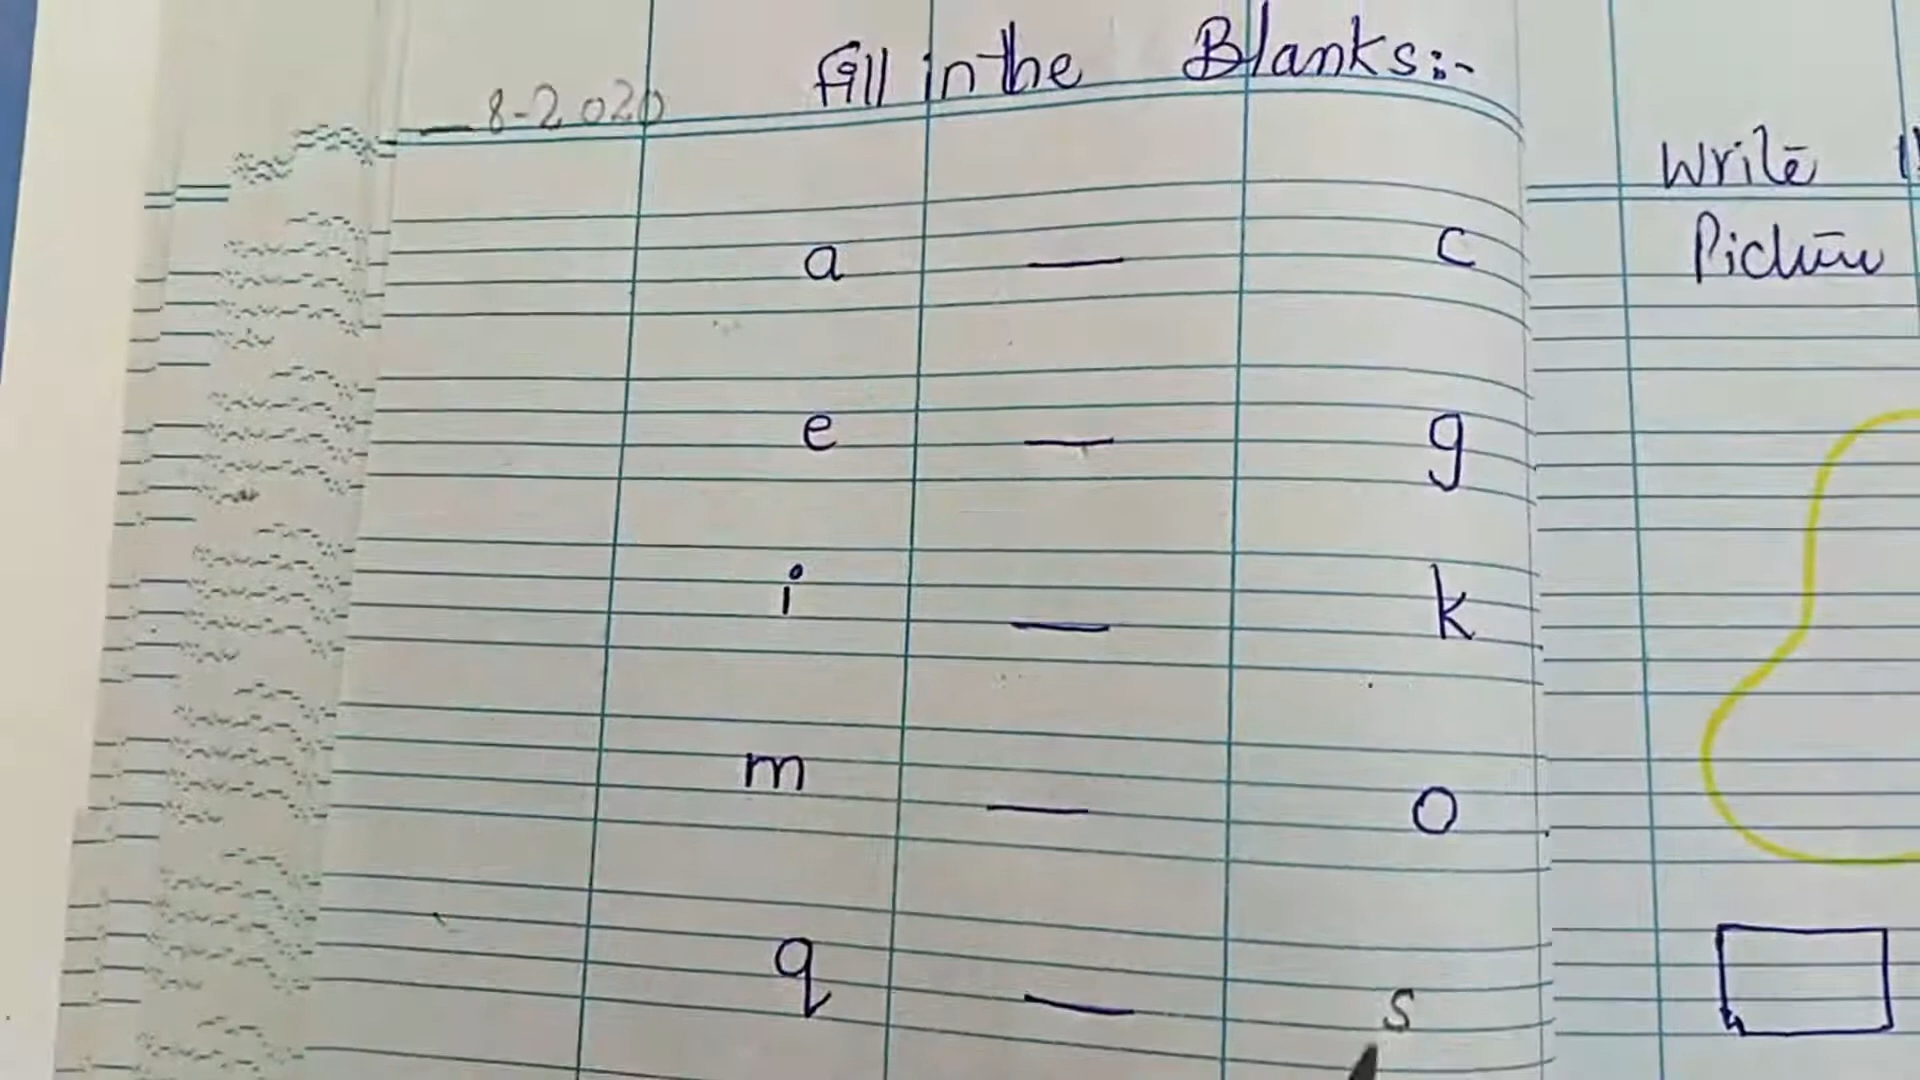 Fill in the Blanks:-
8-2020
a — c
e — g
i — k
m — o
q — s
Write
Picture